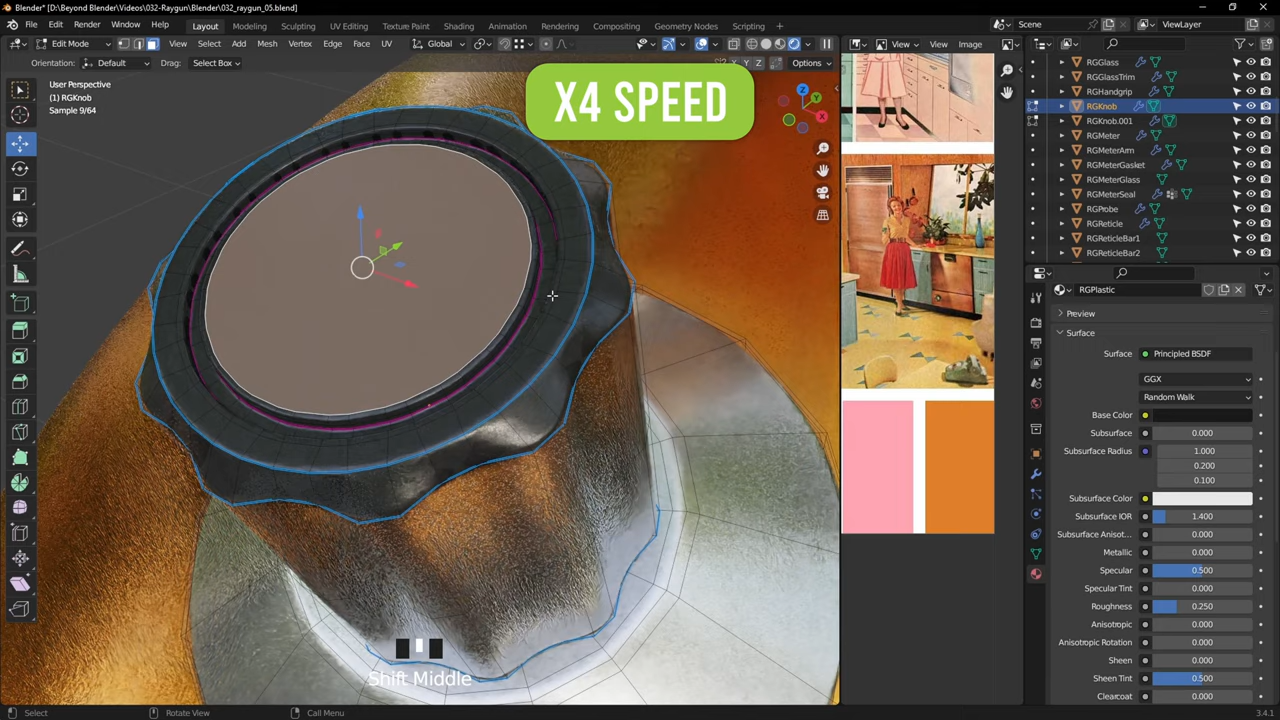 Blender* [D:\Beyond Blender\Videos\032-Raygun\Blender\032_raygun_05.blend]
File Edit Render Window Help Layout Modeling Sculpting UV Editing Texture Paint Shading Animation Rendering Compositing Geometry Nodes Scripting + Scene ViewLayer
Edit Mode View Select Add Mesh Vertex Edge Face UV Global View View Image
Orientation: Default Drag: Select Box X Y Z Options
X4 SPEED
User Perspective
(1) RGKnob
Sample 9/64
Z
Y
X
RGGlass
RGGlassTrim
RGHandgrip
RGKnob
RGKnob.001
RGMeter
RGMeterArm
RGMeterGasket
RGMeterGlass
RGMeterSeal
RGProbe
RGReticle
RGReticleBar1
RGReticleBar2
RGPlastic
Preview
Surface
Surface Principled BSDF
GGX
Random Walk
Base Color
Subsurface 0.000
Subsurface Radius 1.000
0.200
0.100
Subsurface Color
Subsurface IOR 1.400
Subsurface Anisot... 0.000
Metallic 0.000
Specular 0.500
Specular Tint 0.000
Roughness 0.250
Anisotropic 0.000
Anisotropic Rotation 0.000
Sheen 0.000
Sheen Tint 0.500
Clearcoat 0.000
Shift Middle
Select Rotate View Call Menu 3.4.1